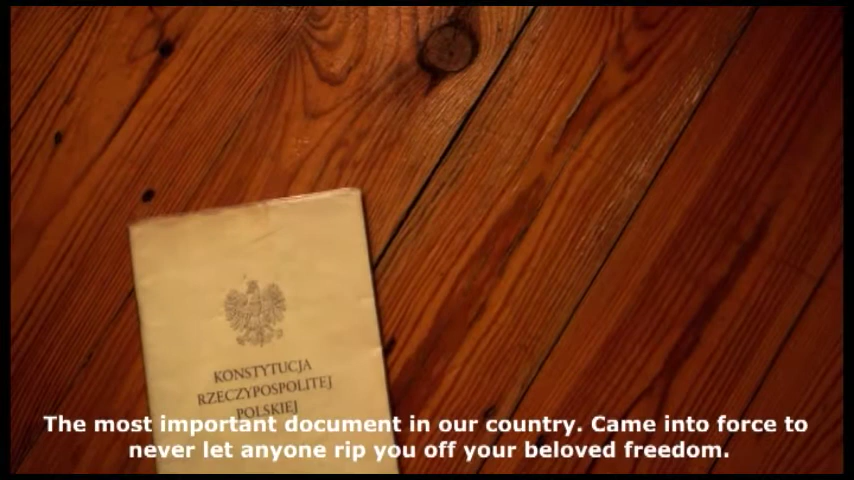 KONSTYTUCJA
RZECZYPOSPOLITEJ
POLSKIEJ
The most important document in our country. Came into force to
never let anyone rip you off your beloved freedom.